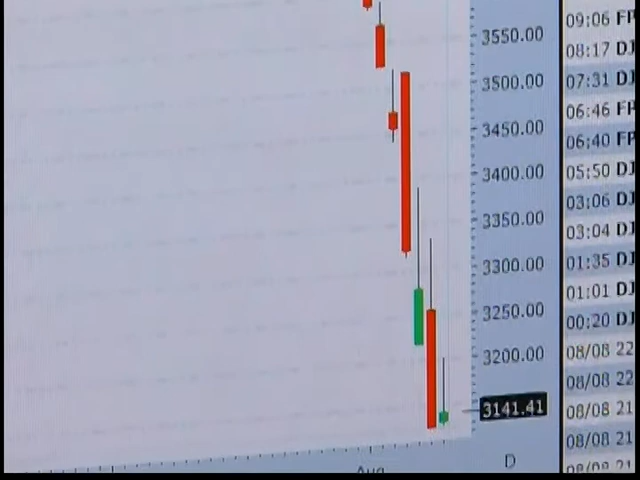 3550.00
3500.00
3450.00
3400.00
3350.00
3300.00
3250.00
3200.00
3141.41
Aug
D
09:06 FP
08:17 DJ
07:31 DJ
06:46 FP
06:40 FP
05:50 DJ
03:06 DJ
03:04 DJ
01:35 DJ
01:01 DJ
00:20 DJ
08/08 22
08/08 22
08/08 21
08/08 21
08/08 21